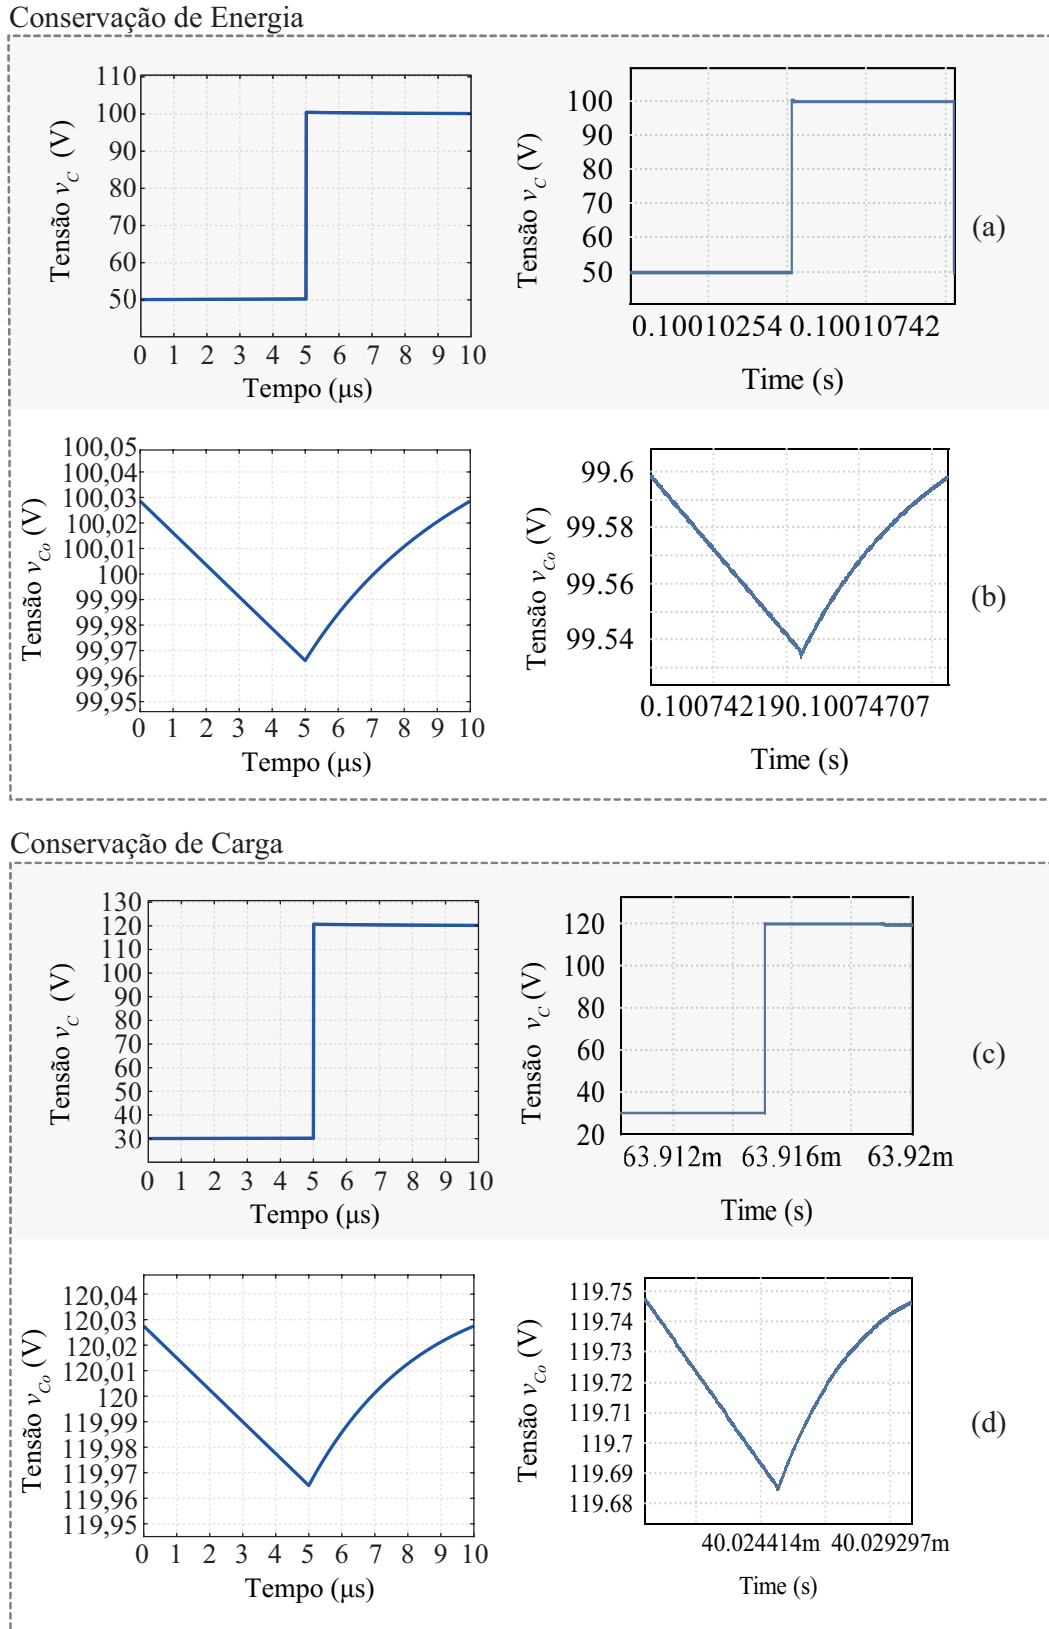 Conservação de Energia
110
100
90
80
70
60
50
0 1 2 3 4 5 6 7 8 9 10
Tensão v_C (V)
Tempo (µs)
100
90
80
70
60
50
0.10010254 0.10010742
Tensão v_C (V)
Time (s)
(a)
100,05
100,04
100,03
100,02
100,01
100
99,99
99,98
99,97
99,96
99,95
0 1 2 3 4 5 6 7 8 9 10
Tensão v_Co (V)
Tempo (µs)
99.6
99.58
99.56
99.54
0.100742190.10074707
Tensão v_Co (V)
Time (s)
(b)
Conservação de Carga
130
120
110
100
90
80
70
60
50
40
30
0 1 2 3 4 5 6 7 8 9 10
Tensão v_C (V)
Tempo (µs)
120
100
80
60
40
20
63.912m 63.916m 63.92m
Tensão v_C (V)
Time (s)
(c)
120,04
120,03
120,02
120,01
120
119,99
119,98
119,97
119,96
119,95
0 1 2 3 4 5 6 7 8 9 10
Tensão v_Co (V)
Tempo (µs)
119.75
119.74
119.73
119.72
119.71
119.7
119.69
119.68
40.024414m 40.029297m
Tensão v_Co (V)
Time (s)
(d)